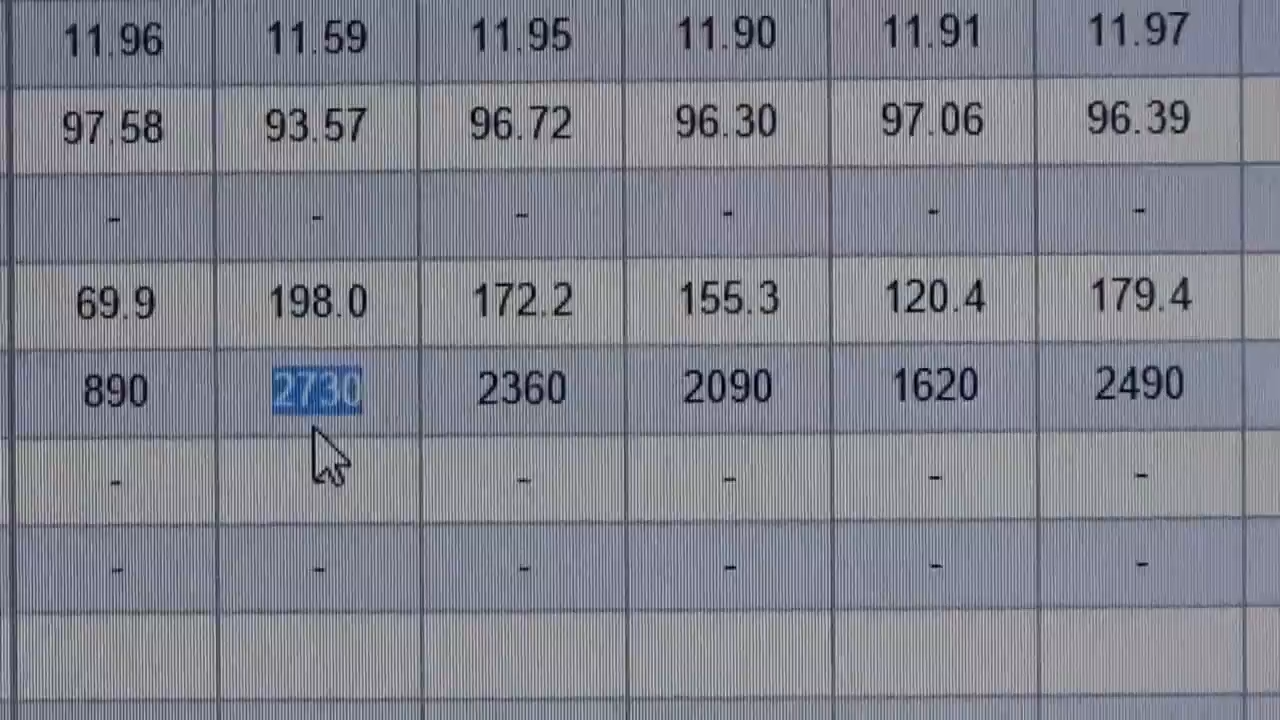 11.96 11.59 11.95 11.90 11.91 11.97
97.58 93.57 96.72 96.30 97.06 96.39
- - - - - -
69.9 198.0 172.2 155.3 120.4 179.4
890 2730 2360 2090 1620 2490
- - - - -
- - - - - -